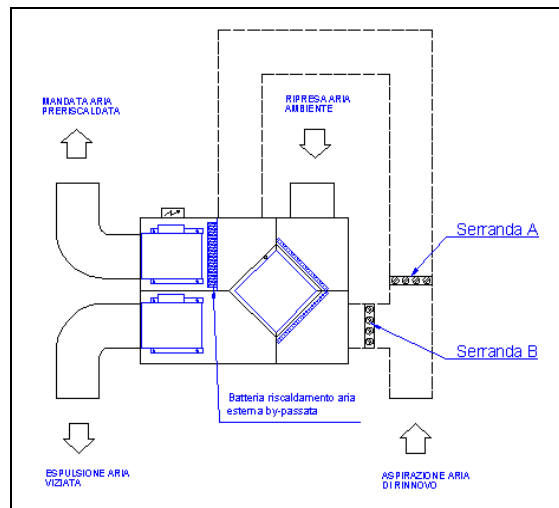 MANDATA ARIA
PRERISCALDATA
RIPRESA ARIA
AMBIENTE
Serranda A
Serranda B
Batteria riscaldamento aria
esterna by-passata
ESPULSIONE ARIA
VIZIATA
ASPIRAZIONE ARIA
DI RINNOVO